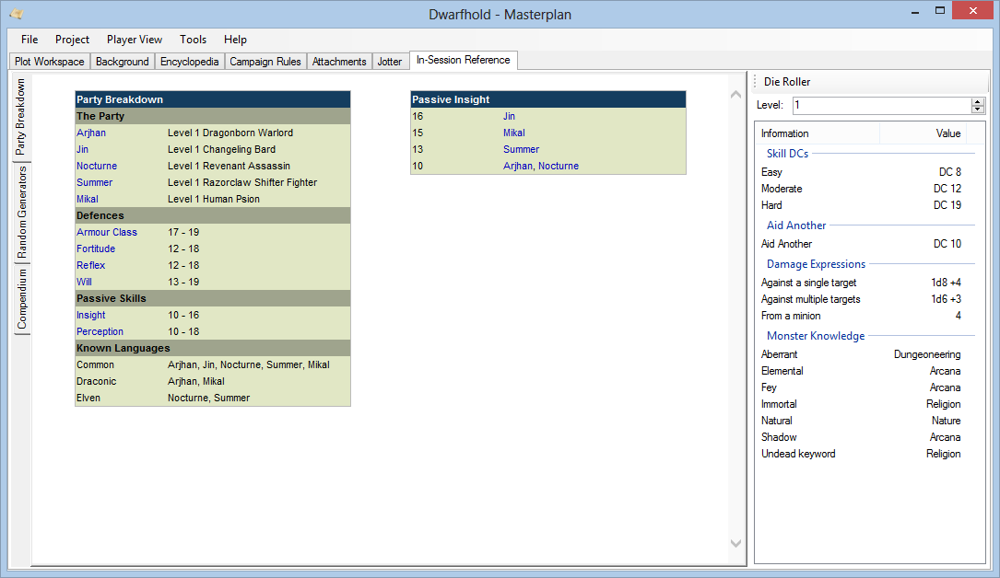 Dwarfhold - Masterplan
File Project Player View Tools Help
Plot Workspace Background Encyclopedia Campaign Rules Attachments Jotter In-Session Reference
Party Breakdown
Random Generators
Compendium
Party Breakdown
The Party
Arjhan Level 1 Dragonborn Warlord
Jin Level 1 Changeling Bard
Nocturne Level 1 Revenant Assassin
Summer Level 1 Razorclaw Shifter Fighter
Mikal Level 1 Human Psion
Defences
Armour Class 17 - 19
Fortitude 12 - 18
Reflex 12 - 18
Will 13 - 19
Passive Skills
Insight 10 - 16
Perception 10 - 18
Known Languages
Common Arjhan, Jin, Nocturne, Summer, Mikal
Draconic Arjhan, Mikal
Elven Nocturne, Summer
Passive Insight
16 Jin
15 Mikal
13 Summer
10 Arjhan, Nocturne
Die Roller
Level: 1
Information Value
Skill DCs
Easy DC 8
Moderate DC 12
Hard DC 19
Aid Another
Aid Another DC 10
Damage Expressions
Against a single target 1d8 +4
Against multiple targets 1d6 +3
From a minion 4
Monster Knowledge
Aberrant Dungeoneering
Elemental Arcana
Fey Arcana
Immortal Religion
Natural Nature
Shadow Arcana
Undead keyword Religion